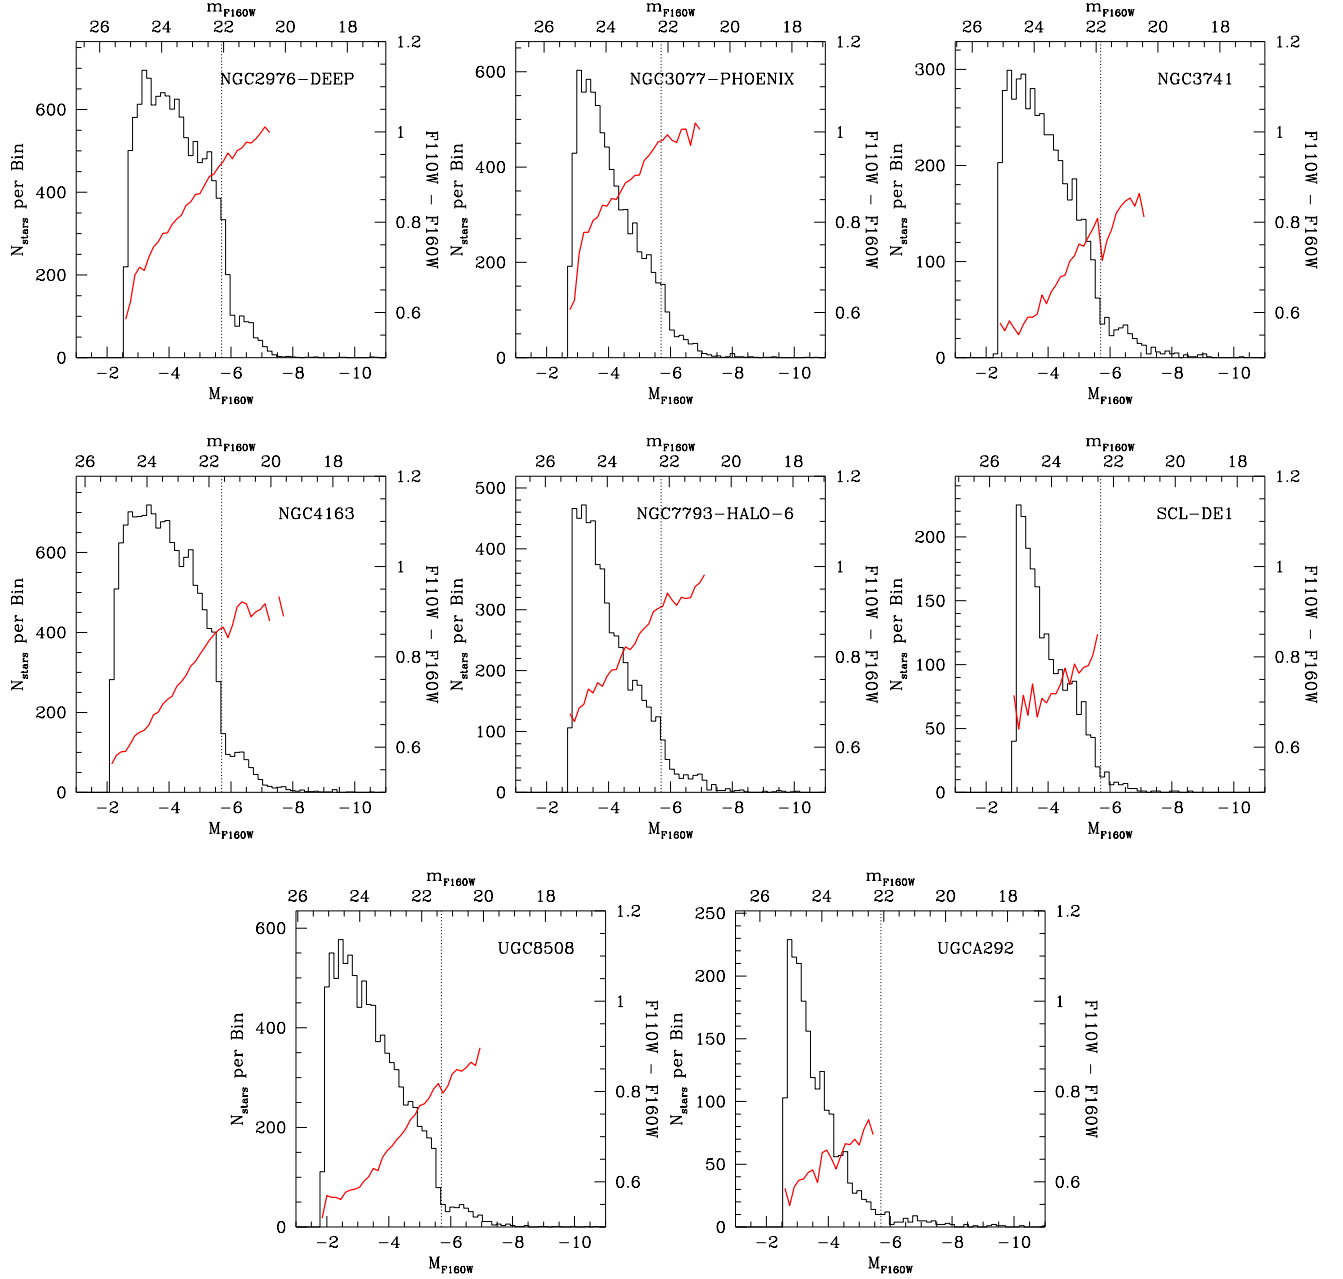 m_F160W m_F160W m_F160W
26 24 22 20 18 26 24 22 20 18 26 24 22 20 18
NGC2976-DEEP NGC3077-PHOENIX NGC3741
N_stars per Bin N_stars per Bin N_stars per Bin
0 200 400 600 0 200 400 600 0 100 200 300
0.6 0.8 1 1.2 0.6 0.8 1 1.2 0.6 0.8 1 1.2
F110W - F160W F110W - F160W F110W - F160W
-2 -4 -6 -8 -10 -2 -4 -6 -8 -10 -2 -4 -6 -8 -10
M_F160W M_F160W M_F160W
m_F160W m_F160W m_F160W
26 24 22 20 18 26 24 22 20 18 26 24 22 20 18
NGC4163 NGC7793-HALO-6 SCL-DE1
N_stars per Bin N_stars per Bin N_stars per Bin
0 200 400 600 0 100 200 300 400 500 0 50 100 150 200
0.6 0.8 1 1.2 0.6 0.8 1 1.2 0.6 0.8 1 1.2
F110W - F160W F110W - F160W F110W - F160W
-2 -4 -6 -8 -10 -2 -4 -6 -8 -10 -2 -4 -6 -8 -10
M_F160W M_F160W M_F160W
m_F160W m_F160W
26 24 22 20 18 26 24 22 20 18
UGC8508 UGCA292
N_stars per Bin N_stars per Bin
0 200 400 600 0 50 100 150 200 250
0.6 0.8 1 1.2 0.6 0.8 1 1.2
F110W - F160W F110W - F160W
-2 -4 -6 -8 -10 -2 -4 -6 -8 -10
M_F160W M_F160W